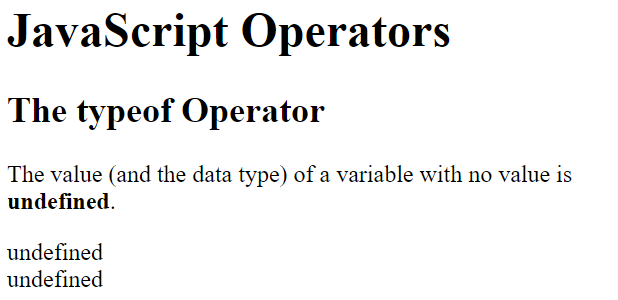 JavaScript Operators
The typeof Operator
The value (and the data type) of a variable with no value is
undefined.
undefined
undefined